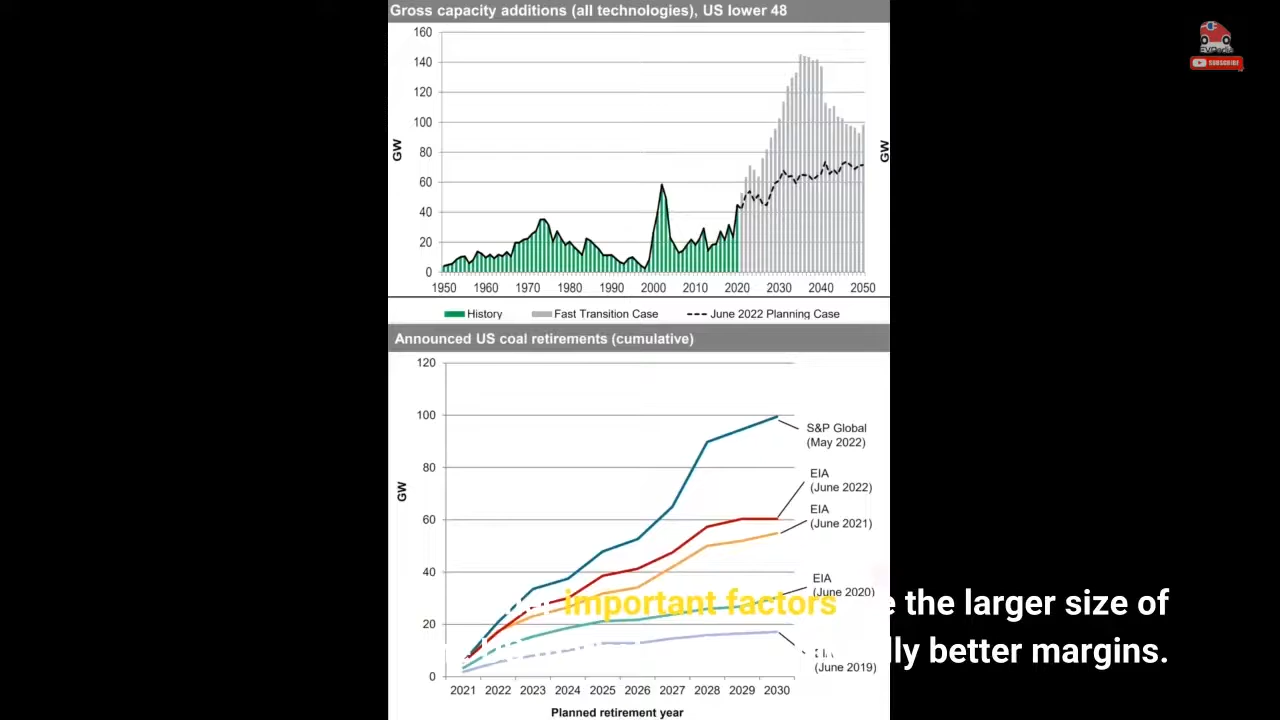 Gross capacity additions (all technologies), US lower 48
160
140
120
100
80
60
40
20
0
GW
GW
1950 1960 1970 1980 1990 2000 2010 2020 2030 2040 2050
History Fast Transition Case June 2022 Planning Case
Announced US coal retirements (cumulative)
120
100
80
60
40
20
0
GW
S&P Global
(May 2022)
EIA
(June 2022)
EIA
(June 2021)
EIA
(June 2020)
(June 2019)
2021 2022 2023 2024 2025 2026 2027 2028 2029 2030
Planned retirement year
important factors the larger size of
better margins.
SUBSCRIBE